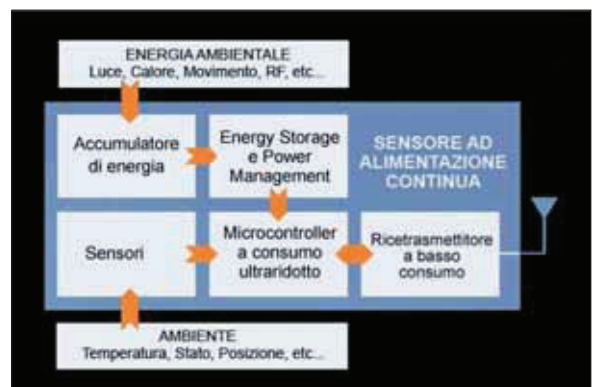 ENERGIA AMBIENTALE
Luce, Calore, Movimento, RF, etc...
Accumulatore
di energia
Energy Storage
e Power
Management
SENSORE AD
ALIMENTAZIONE
CONTINUA
Sensori
Microcontroller
a consumo
ultraridotto
Ricetrasmettitore
a basso
consumo
AMBIENTE
Temperatura, Stato, Posizione, etc...